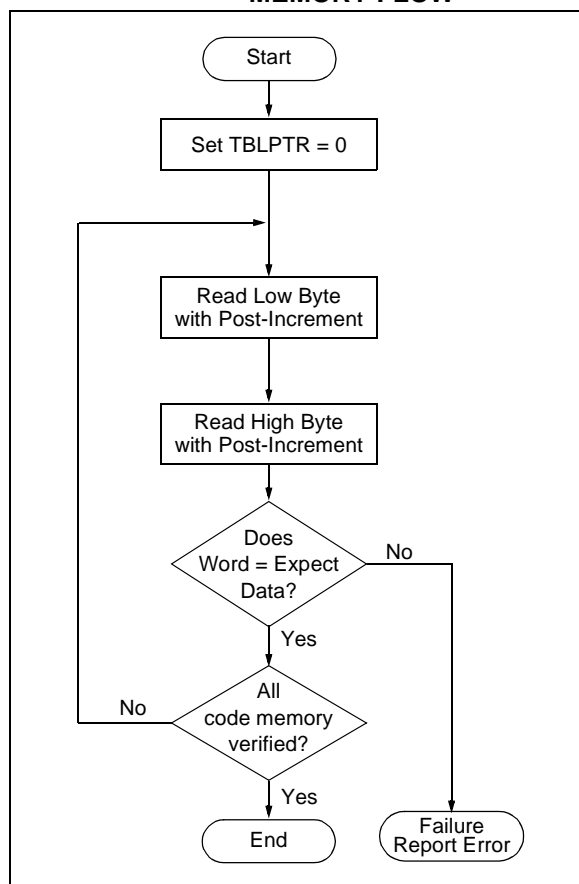 MEMORY FLOW
Start
Set TBLPTR = 0
Read Low Byte
with Post-Increment
Read High Byte
with Post-Increment
Does
Word = Expect
Data?
No
Yes
All
code memory
verified?
No
Yes
End
Failure
Report Error